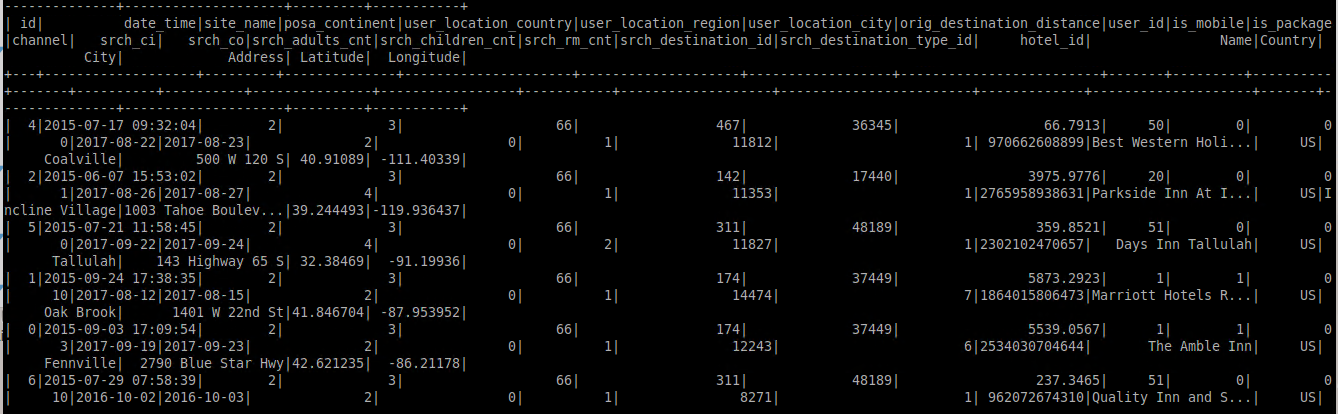 --------------+--------------------+---------+-----------+
| id|          date_time|site_name|posa_continent|user_location_country|user_location_region|user_location_city|orig_destination_distance|user_id|is_mobile|is_package
|channel|   srch_ci|   srch_co|srch_adults_cnt|srch_children_cnt|srch_rm_cnt|srch_destination_id|srch_destination_type_id|     hotel_id|                Name|Country|
          City|             Address| Latitude|  Longitude|
+---+-------------------+---------+--------------+---------------------+--------------------+------------------+-------------------------+-------+---------+----------
+-------+----------+----------+---------------+-----------------+-----------+-------------------+------------------------+-------------+--------------------+-------+-
--------------+--------------------+---------+-----------+
|  4|2015-07-17 09:32:04|        2|             3|                   66|                 467|             36345|                  66.7913|     50|        0|         0
|      0|2017-08-22|2017-08-23|              2|                0|          1|              11812|                       1| 970662608899|Best Western Holi...|     US|
     Coalville|         500 W 120 S| 40.91089| -111.40339|
|  2|2015-06-07 15:53:02|        2|             3|                   66|                 142|             17440|                3975.9776|     20|        0|         0
|      1|2017-08-26|2017-08-27|              4|                0|          1|              11353|                       1|2765958938631|Parkside Inn At I...|     US|I
ncline Village|1003 Tahoe Boulev...|39.244493|-119.936437|
|  5|2015-07-21 11:58:45|        2|             3|                   66|                 311|             48189|                 359.8521|     51|        0|         0
|      0|2017-09-22|2017-09-24|              4|                0|          2|              11827|                       1|2302102470657|   Days Inn Tallulah|     US|
      Tallulah|    143 Highway 65 S| 32.38469|  -91.19936|
|  1|2015-09-24 17:38:35|        2|             3|                   66|                 174|             37449|                5873.2923|      1|        1|         0
|     10|2017-08-12|2017-08-15|              2|                0|          1|              14474|                       7|1864015806473|Marriott Hotels R...|     US|
     Oak Brook|      1401 W 22nd St|41.846704| -87.953952|
|  0|2015-09-03 17:09:54|        2|             3|                   66|                 174|             37449|                5539.0567|      1|        1|         0
|      3|2017-09-19|2017-09-23|              2|                0|          1|              12243|                       6|2534030704644|       The Amble Inn|     US|
     Fennville|  2790 Blue Star Hwy|42.621235|  -86.21178|
|  6|2015-07-29 07:58:39|        2|             3|                   66|                 311|             48189|                 237.3465|     51|        0|         0
|     10|2016-10-02|2016-10-03|              2|                0|          1|               8271|                       1| 962072674310|Quality Inn and S...|     US|